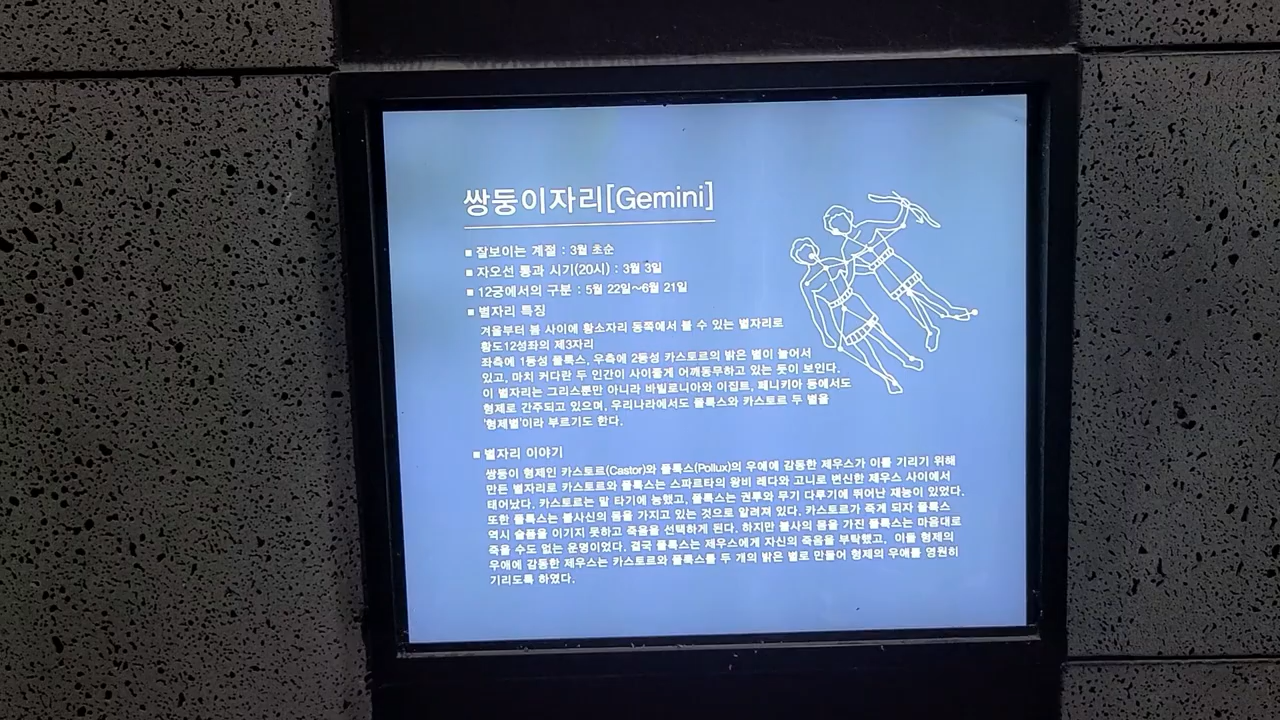 쌍둥이자리[Gemini]
■ 잘보이는 계절 : 3월 초순
■ 자오선 통과 시기(20시) : 3월 3일
■ 12궁에서의 구분 : 5월 22일~6월 21일
■ 별자리 특징
겨울부터 봄 사이에 황소자리 동쪽에서 볼 수 있는 별자리로
황도12성좌의 제3자리
좌측에 1등성 폴룩스, 우측에 2등성 카스토르의 밝은 별이 늘어서
있고, 마치 커다란 두 인간이 사이좋게 어깨동무하고 있는 듯이 보인다.
이 별자리는 그리스뿐만 아니라 바빌로니아와 이집트, 페니키아 등에서도
형제로 간주되고 있으며, 우리나라에서도 폴룩스와 카스토르 두 별을
'형제별'이라 부르기도 한다.
■ 별자리 이야기
쌍둥이 형제인 카스토르(Castor)와 폴룩스(Pollux)의 우애에 감동한 제우스가 이를 기리기 위해
만든 별자리로 카스토르와 폴룩스는 스파르타의 왕비 레다와 고니로 변신한 제우스 사이에서
태어났다. 카스토르는 말 타기에 능했고, 폴룩스는 권투와 무기 다루기에 뛰어난 재능이 있었다.
또한 폴룩스는 불사신의 몸을 가지고 있는 것으로 알려져 있다. 카스토르가 죽게 되자 폴룩스
역시 슬픔을 이기지 못하고 죽음을 선택하게 된다. 하지만 불사의 몸을 가진 폴룩스는 마음대로
죽을 수도 없는 운명이었다. 결국 폴룩스는 제우스에게 자신의 죽음을 부탁했고, 이들 형제의
우애에 감동한 제우스는 카스토르와 폴룩스를 두 개의 밝은 별로 만들어 형제의 우애를 영원히
기리도록 하였다.